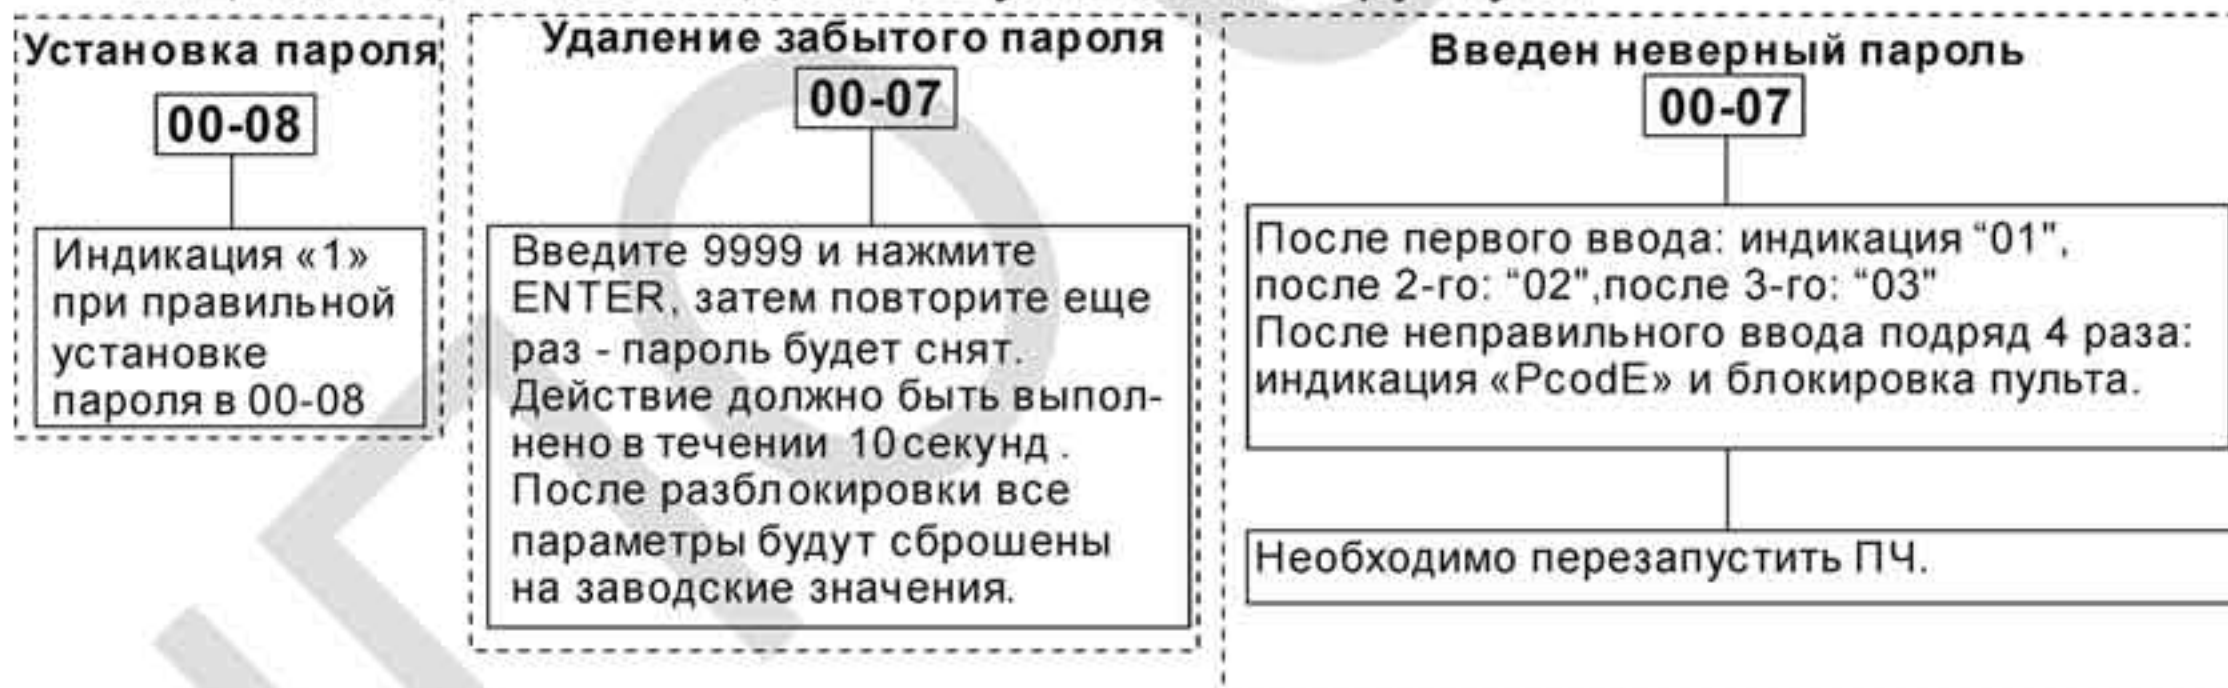 Установка пароля
00-08
Индикация «1»
при правильной
установке
пароля в 00-08
Удаление забытого пароля
00-07
Введите 9999 и нажмите
ENTER, затем повторите еще
раз - пароль будет снят.
Действие должно быть выпол-
нено в течении 10 секунд .
После разблокировки все
параметры будут сброшены
на заводские значения.
Введен неверный пароль
00-07
После первого ввода: индикация “01",
после 2-го: “02",после 3-го: “03"
После неправильного ввода подряд 4 раза:
индикация «PcodE» и блокировка пульта.
Необходимо перезапустить ПЧ.